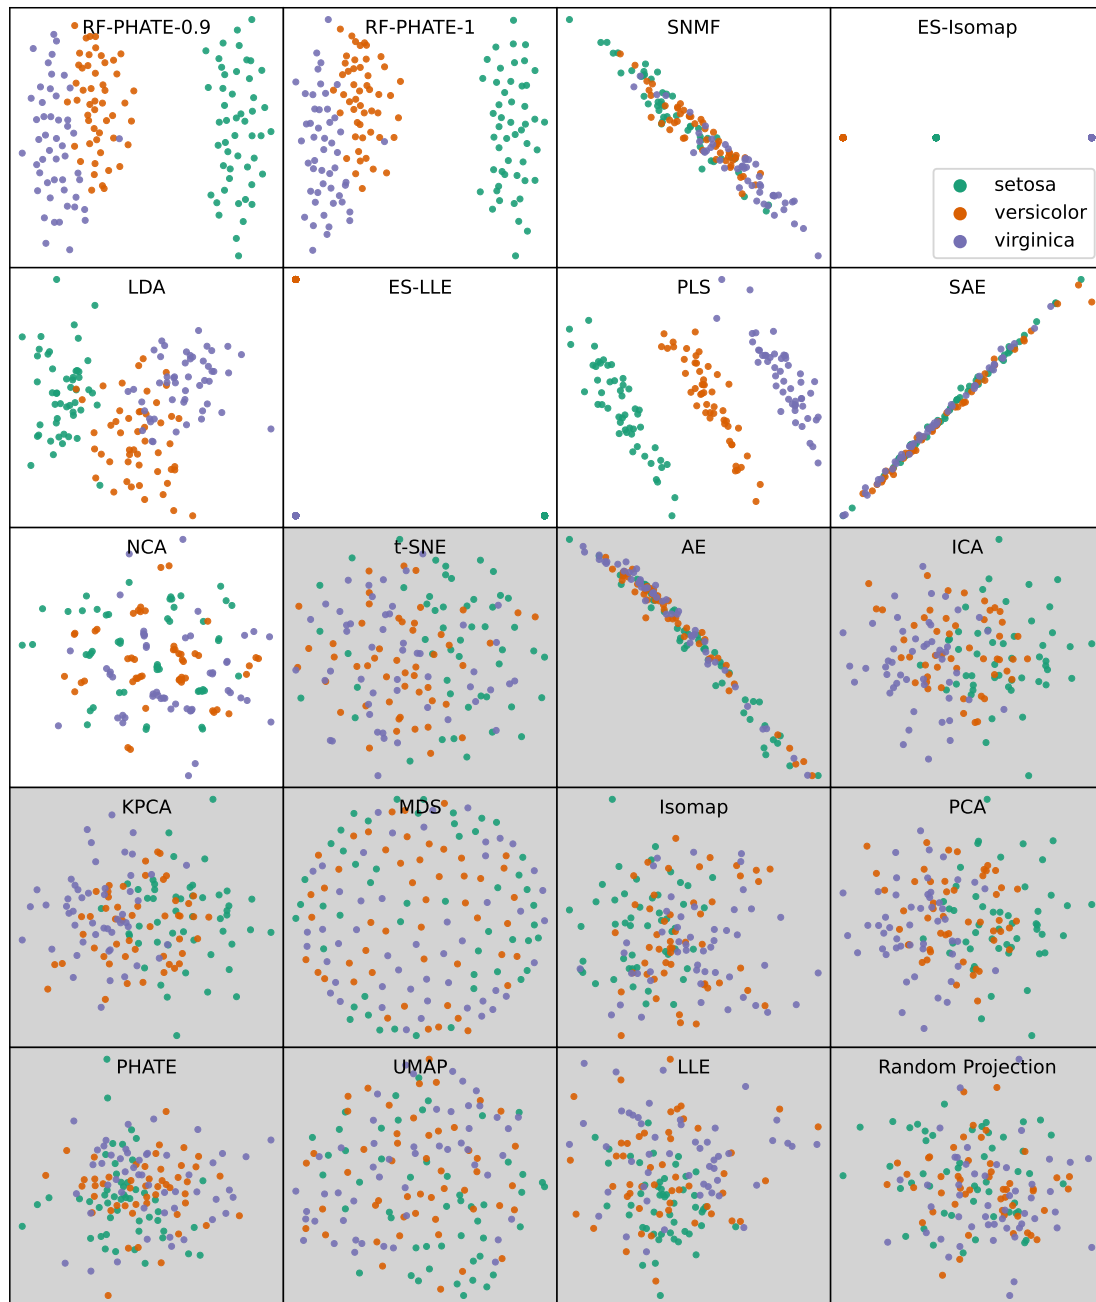 RF-PHATE-0.9
RF-PHATE-1
SNMF
ES-Isomap
setosa
versicolor
virginica
LDA
ES-LLE
PLS
SAE
NCA
t-SNE
AE
ICA
KPCA
MDS
Isomap
PCA
PHATE
UMAP
LLE
Random Projection